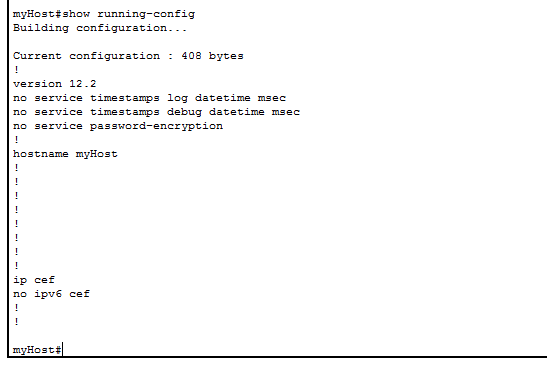 myHost#show running-config
Building configuration...
Current configuration : 408 bytes
!
version 12.2
no service timestamps log datetime msec
no service timestamps debug datetime msec
no service password-encryption
!
hostname myHost
!
!
!
!
!
!
!
!
ip cef
no ipv6 cef
!
!
myHost#